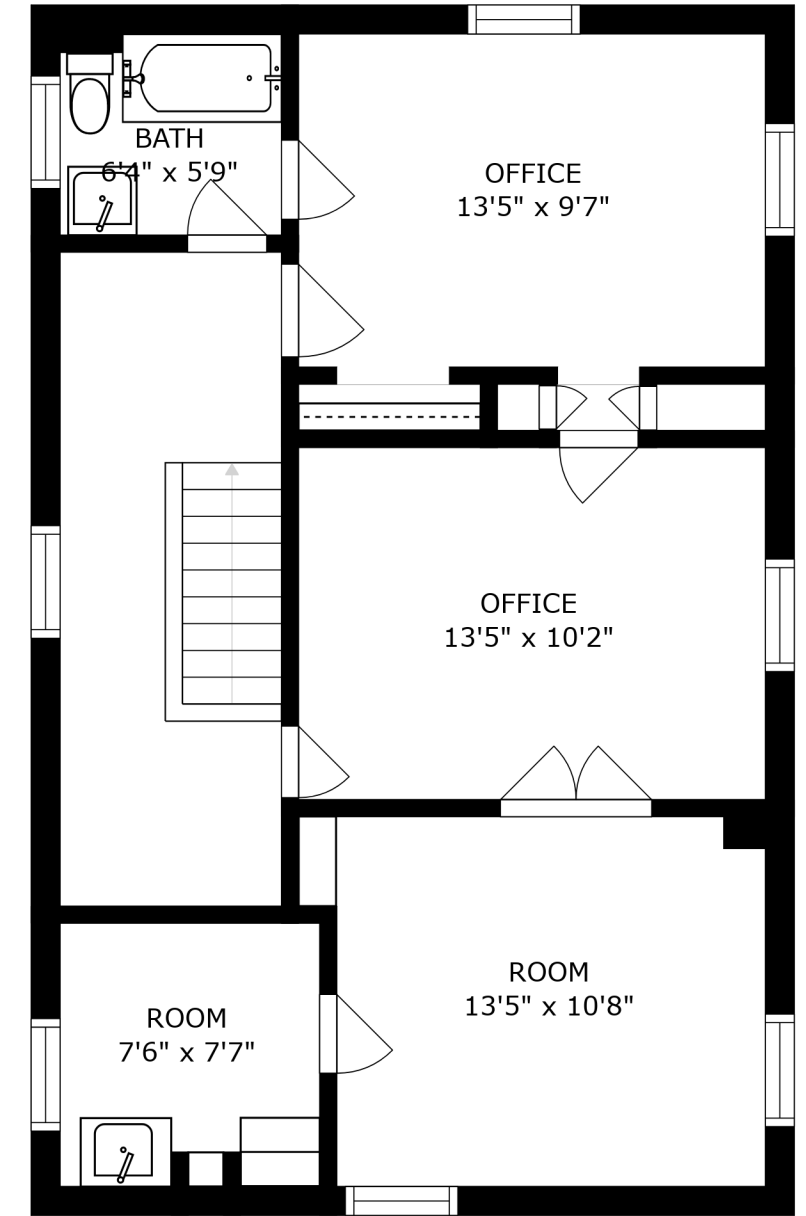 BATH
6'4" x 5'9"
OFFICE
13'5" x 9'7"
OFFICE
13'5" x 10'2"
ROOM
13'5" x 10'8"
ROOM
7'6" x 7'7"